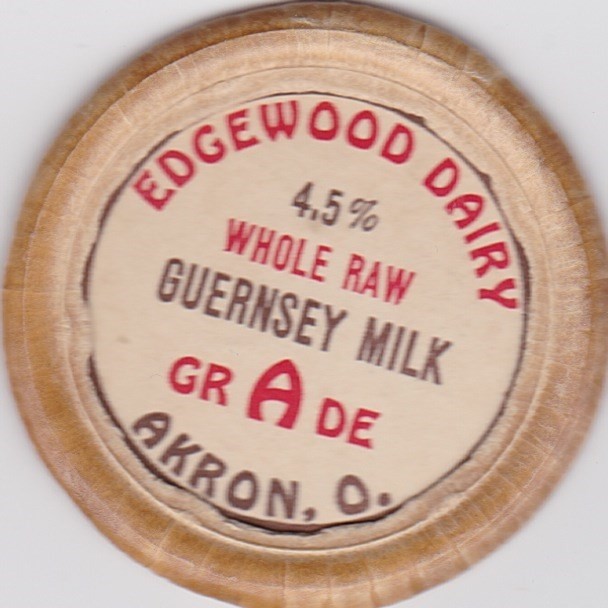 EDGEWOOD DAIRY
4.5%
WHOLE RAW
GUERNSEY MILK
GRADE
AKRON, O.